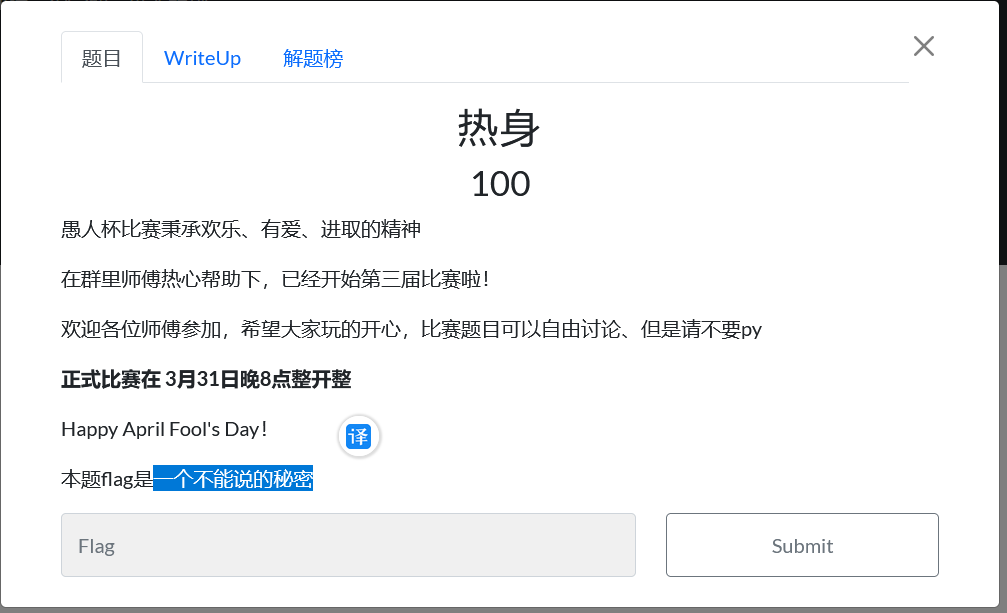 题目 WriteUp 解题榜
热身
100
愚人杯比赛秉承欢乐、有爱、进取的精神
在群里师傅热心帮助下，已经开始第三届比赛啦！
欢迎各位师傅参加，希望大家玩的开心，比赛题目可以自由讨论、但是请不要py
正式比赛在 3月31日晚8点整开整
Happy April Fool's Day！
译
本题flag是一个不能说的秘密
Flag Submit